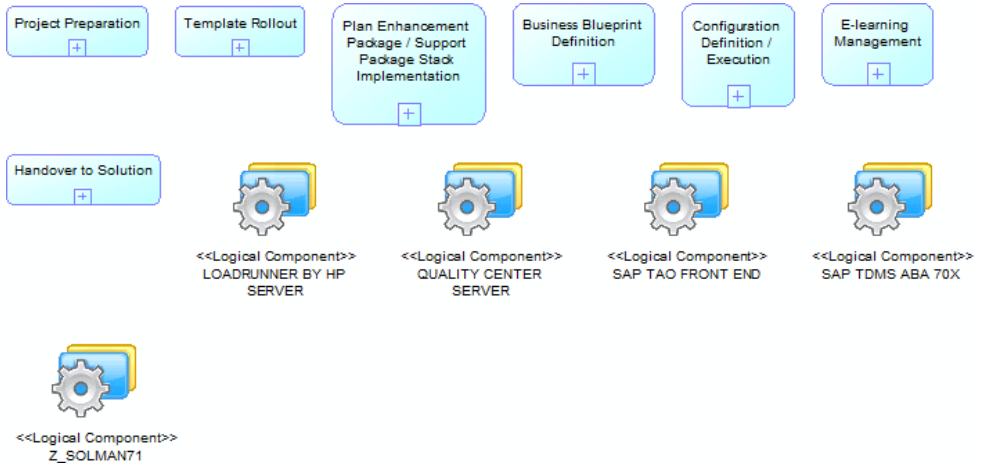 Project Preparation
Template Rollout
Plan Enhancement
Package / Support
Package Stack
Implementation
Business Blueprint
Definition
Configuration
Definition /
Execution
E-learning
Management
Handover to Solution
<<Logical Component>>
LOADRUNNER BY HP
SERVER
<<Logical Component>>
QUALITY CENTER
SERVER
<<Logical Component>>
SAP TAO FRONT END
<<Logical Component>>
SAP TDMS ABA 70X
<<Logical Component>>
Z_SOLMAN71